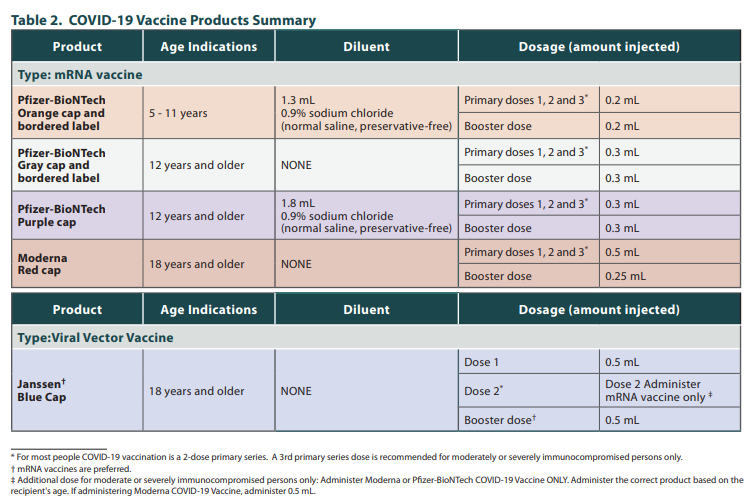 Table 2. COVID-19 Vaccine Products Summary
Product Age Indications Diluent Dosage (amount injected)
Type: mRNA vaccine
Pfizer-BioNTech
Orange cap and
bordered label
5 - 11 years
1.3 mL
0.9% sodium chloride
(normal saline, preservative-free)
Primary doses 1, 2 and 3* 0.2 mL
Booster dose 0.2 mL
Pfizer-BioNTech
Gray cap and
bordered label
12 years and older
NONE
Primary doses 1, 2 and 3* 0.3 mL
Booster dose 0.3 mL
Pfizer-BioNTech
Purple cap
12 years and older
1.8 mL
0.9% sodium chloride
(normal saline, preservative-free)
Primary doses 1, 2 and 3* 0.3 mL
Booster dose 0.3 mL
Moderna
Red cap
18 years and older
NONE
Primary doses 1, 2 and 3* 0.5 mL
Booster dose 0.25 mL
Product Age Indications Diluent Dosage (amount injected)
Type:Viral Vector Vaccine
Janssen†
Blue Cap
18 years and older
NONE
Dose 1 0.5 mL
Dose 2* Dose 2 Administer
mRNA vaccine only ‡
Booster dose† 0.5 mL
* For most people COVID-19 vaccination is a 2-dose primary series. A 3rd primary series dose is recommended for moderately or severely immunocompromised persons only.
† mRNA vaccines are preferred.
‡ Additional dose for moderate or severely immunocompromised persons only: Administer Moderna or Pfizer-BioNTech COVID-19 Vaccine ONLY. Administer the correct product based on the
recipient's age. If administering Moderna COVID-19 Vaccine, administer 0.5 mL.